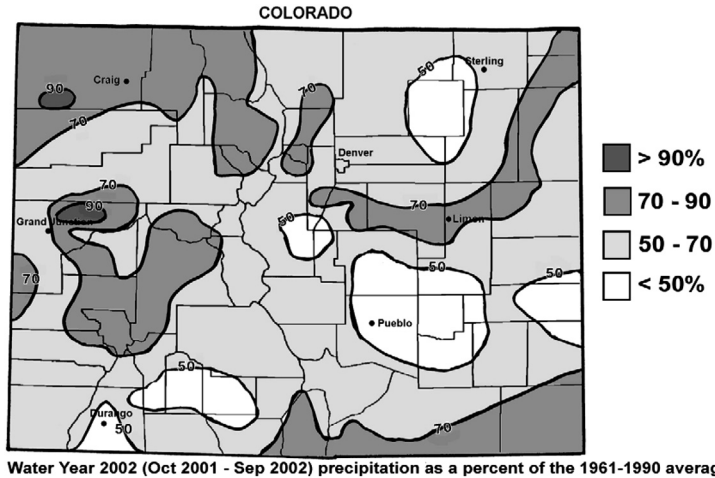 COLORADO
50
Sterling
Craig
90
70
70
Denver
70
90
Grand Junction
50
70
Limon
70
50
50
Pueblo
50
Durango
50
70
> 90%
70 - 90
50 - 70
< 50%
Water Year 2002 (Oct 2001 - Sep 2002) precipitation as a percent of the 1961-1990 averag